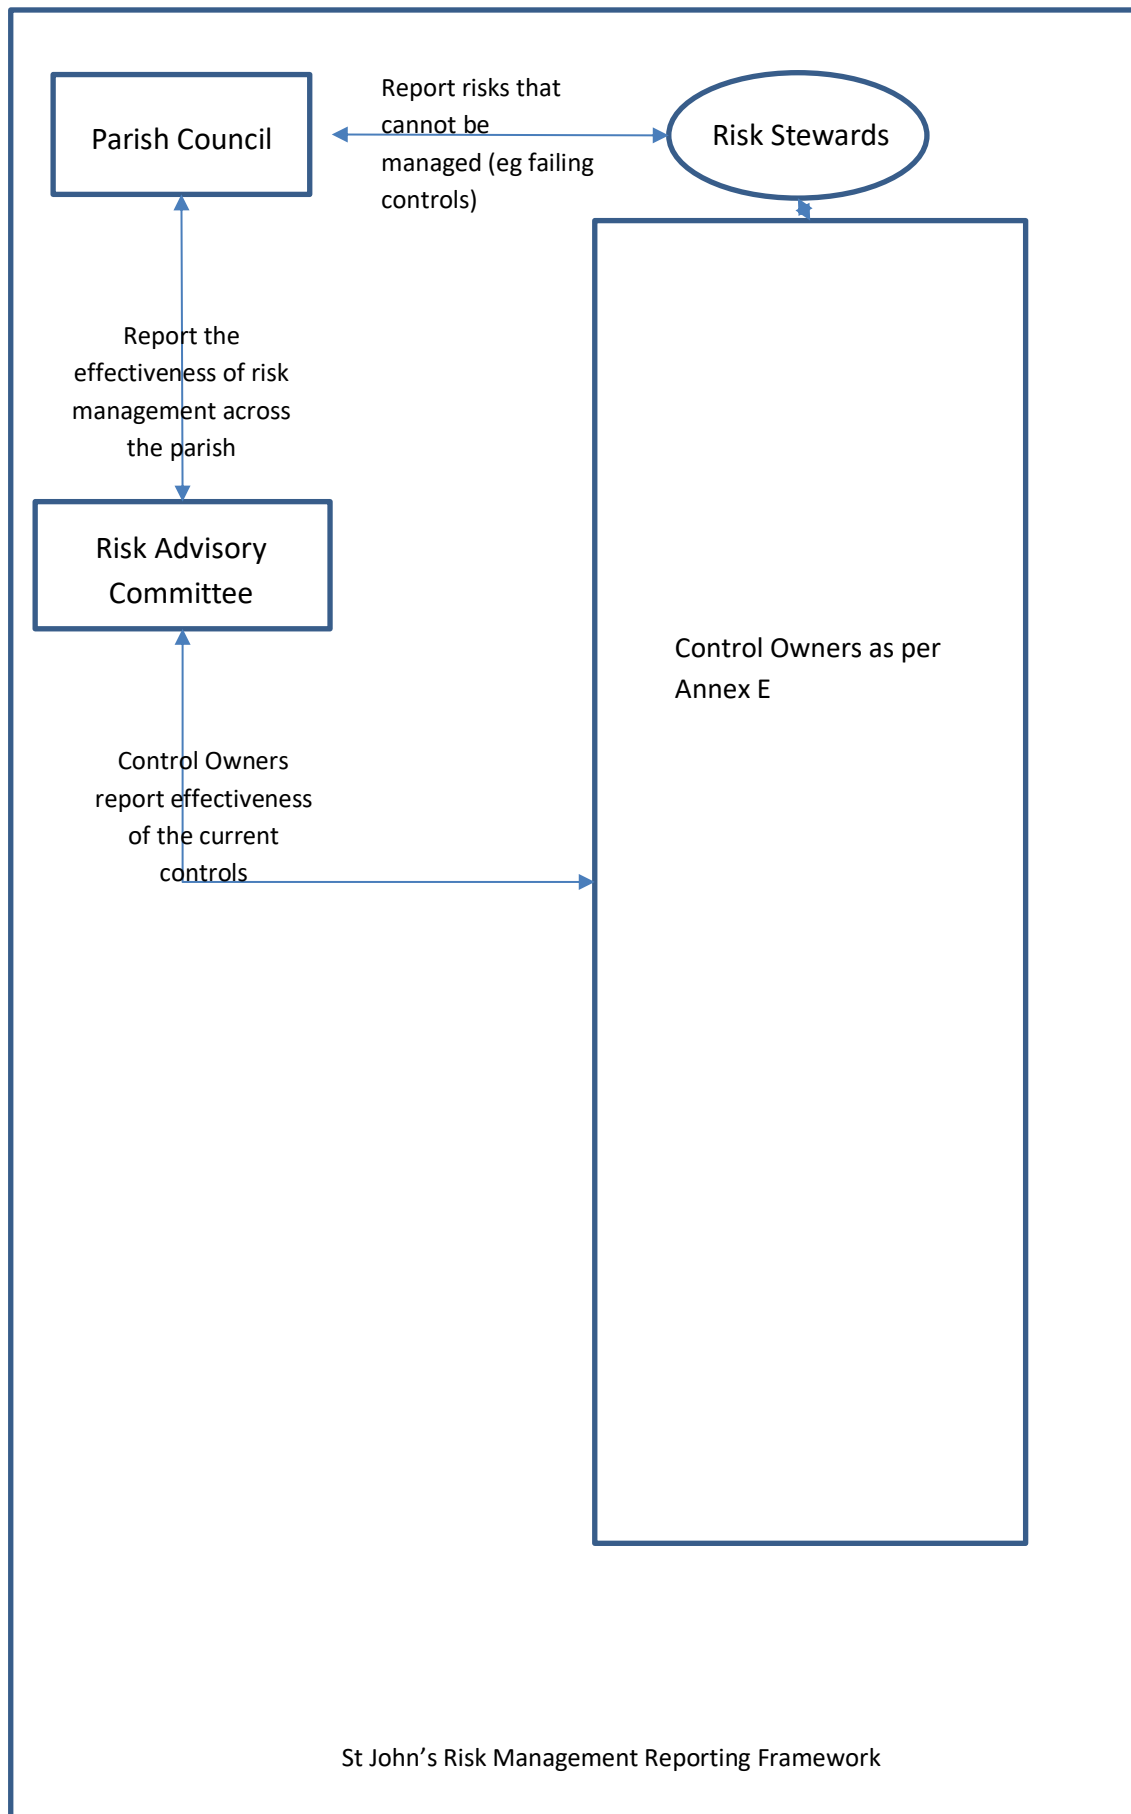 Parish Council
Report risks that
cannot be
managed (eg failing
controls)
Risk Stewards
Report the
effectiveness of risk
management across
the parish
Risk Advisory
Committee
Control Owners as per
Annex E
Control Owners
report effectiveness
of the current
controls
St John’s Risk Management Reporting Framework